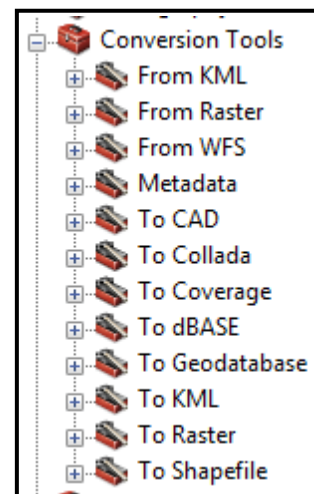 Conversion Tools
From KML
From Raster
From WFS
Metadata
To CAD
To Collada
To Coverage
To dBASE
To Geodatabase
To KML
To Raster
To Shapefile